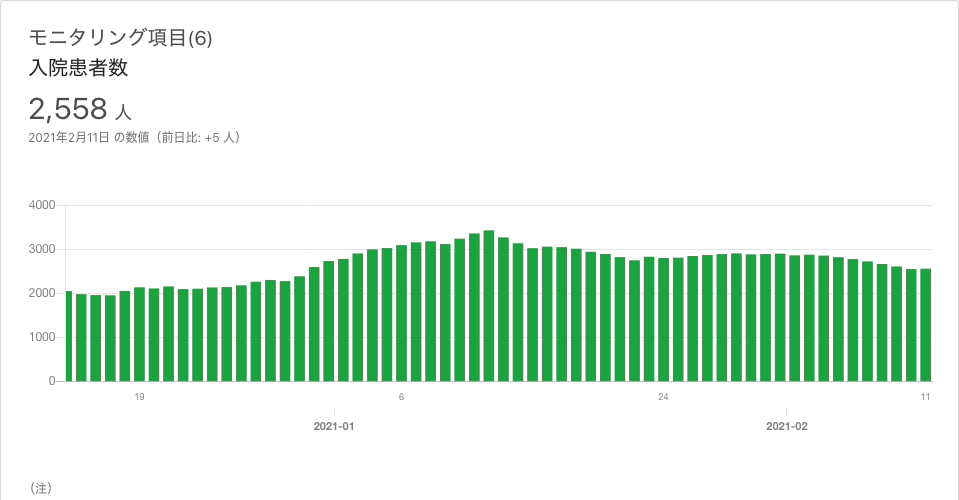 モニタリング項目(6)
入院患者数
2,558 人
2021年2月11日 の数値（前日比: +5 人）
4000
3000
2000
1000
0
19 6 24 11
2021-01 2021-02
（注）